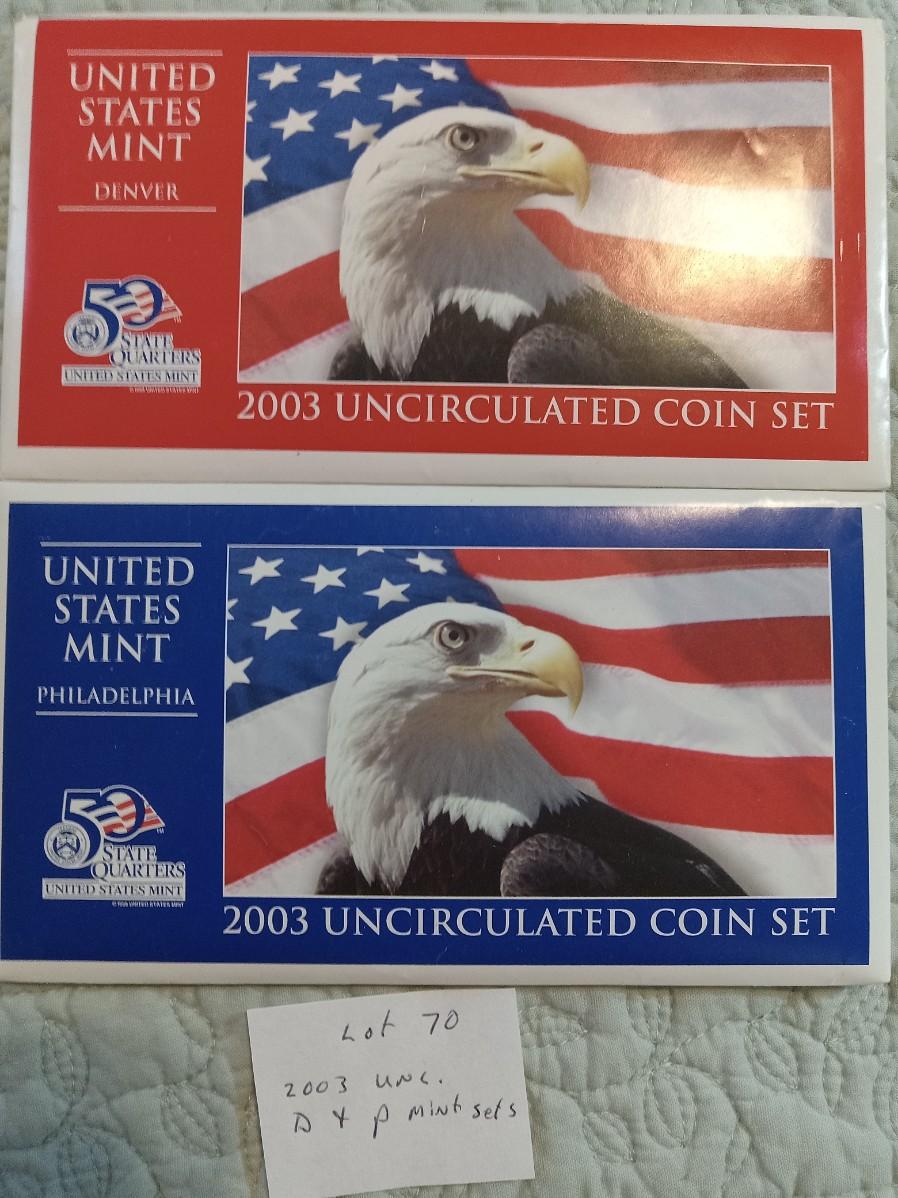 UNITED
STATES
MINT
DENVER
50
STATE
QUARTERS
UNITED STATES MINT
2003 UNCIRCULATED COIN SET
UNITED
STATES
MINT
PHILADELPHIA
50
STATE
QUARTERS
UNITED STATES MINT
2003 UNCIRCULATED COIN SET
Lot 70
2003 UNC.
D & P mint sets